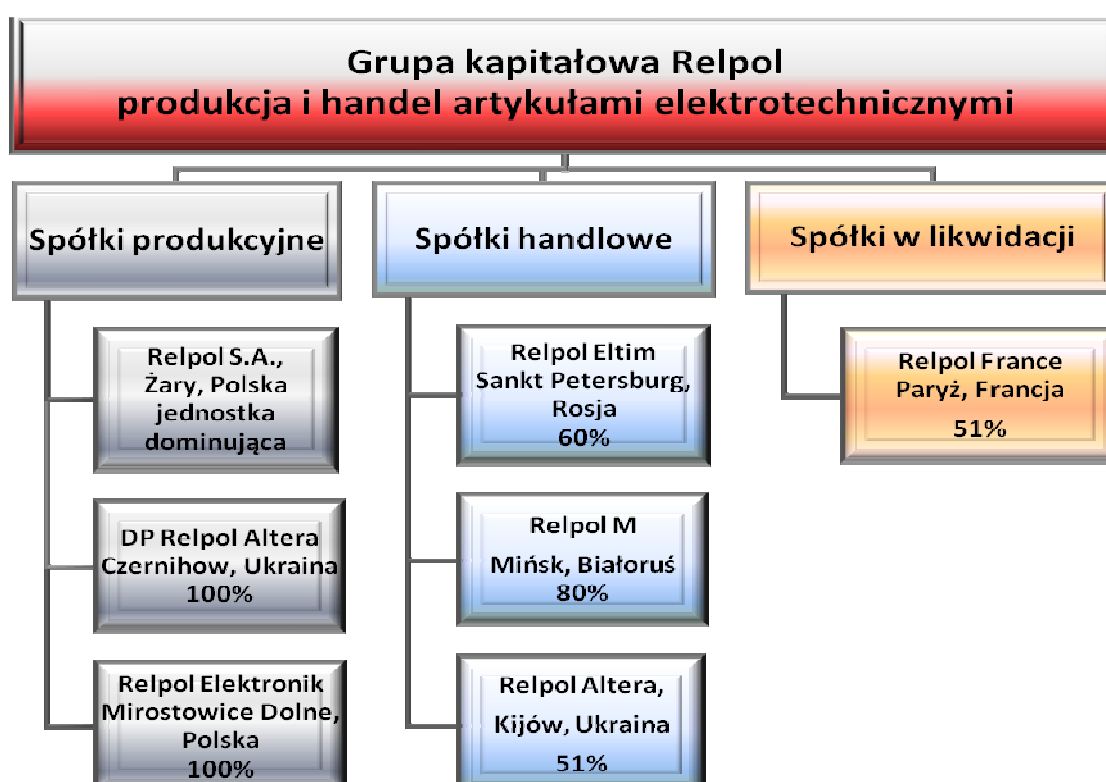 Grupa kapitałowa Relpol
produkcja i handel artykułami elektrotechnicznymi
Spółki produkcyjne
Relpol S.A.,
Żary, Polska
jednostka
dominująca
DP Relpol Altera
Czernihow, Ukraina
100%
Relpol Elektronik
Mirostowice Dolne,
Polska
100%
Spółki handlowe
Relpol Eltim
Sankt Petersburg,
Rosja
60%
Relpol M
Mińsk, Białoruś
80%
Relpol Altera,
Kijów, Ukraina
51%
Spółki w likwidacji
Relpol France
Paryż, Francja
51%